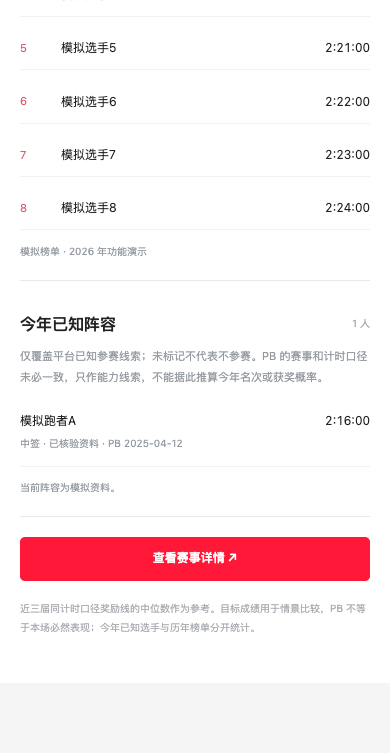 5 模拟选手5 2:21:00
6 模拟选手6 2:22:00
7 模拟选手7 2:23:00
8 模拟选手8 2:24:00
模拟榜单 · 2026 年功能演示
今年已知阵容 1 人
仅覆盖平台已知参赛线索；未标记不代表不参赛。PB 的赛事和计时口径
未必一致，只作能力线索，不能据此推算今年名次或获奖概率。
模拟跑者A 2:16:00
中签 · 已核验资料 · PB 2025-04-12
当前阵容为模拟资料。
查看赛事详情 ↗
近三届同计时口径奖励线的中位数作为参考。目标成绩用于情景比较，PB 不等
于本场必然表现；今年已知选手与历年榜单分开统计。